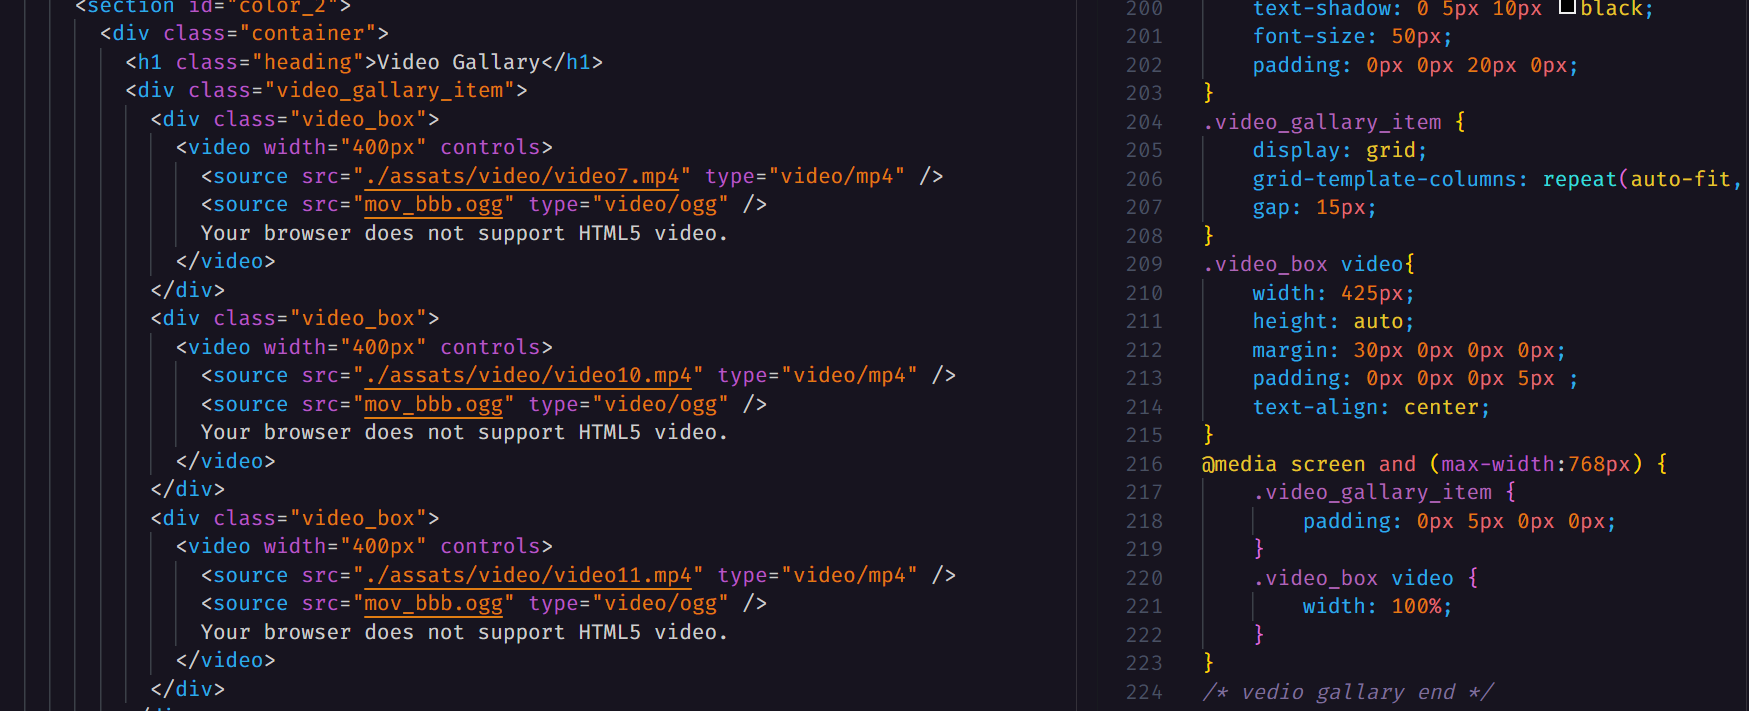 <section id="color_2">
<div class="container">
<h1 class="heading">Video Gallary</h1>
<div class="video_gallary_item">
<div class="video_box">
<video width="400px" controls>
<source src="./assats/video/video7.mp4" type="video/mp4" />
<source src="mov_bbb.ogg" type="video/ogg" />
Your browser does not support HTML5 video.
</video>
</div>
<div class="video_box">
<video width="400px" controls>
<source src="./assats/video/video10.mp4" type="video/mp4" />
<source src="mov_bbb.ogg" type="video/ogg" />
Your browser does not support HTML5 video.
</video>
</div>
<div class="video_box">
<video width="400px" controls>
<source src="./assats/video/video11.mp4" type="video/mp4" />
<source src="mov_bbb.ogg" type="video/ogg" />
Your browser does not support HTML5 video.
</video>
</div>
200 text-shadow: 0 5px 10px black;
201 font-size: 50px;
202 padding: 0px 0px 20px 0px;
203 }
204 .video_gallary_item {
205 display: grid;
206 grid-template-columns: repeat(auto-fit,
207 gap: 15px;
208 }
209 .video_box video{
210 width: 425px;
211 height: auto;
212 margin: 30px 0px 0px 0px;
213 padding: 0px 0px 0px 5px ;
214 text-align: center;
215 }
216 @media screen and (max-width:768px) {
217 .video_gallary_item {
218 padding: 0px 5px 0px 0px;
219 }
220 .video_box video {
221 width: 100%;
222 }
223 }
224 /* vedio gallary end */